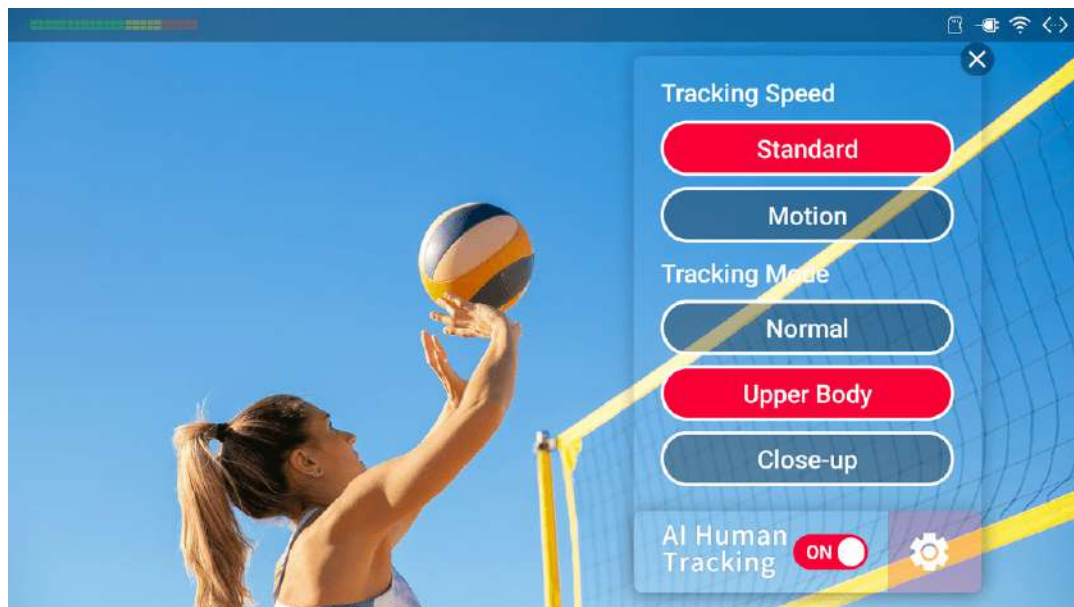 Tracking Speed
Standard
Motion
Tracking Mode
Normal
Upper Body
Close-up
AI Human
Tracking
ON